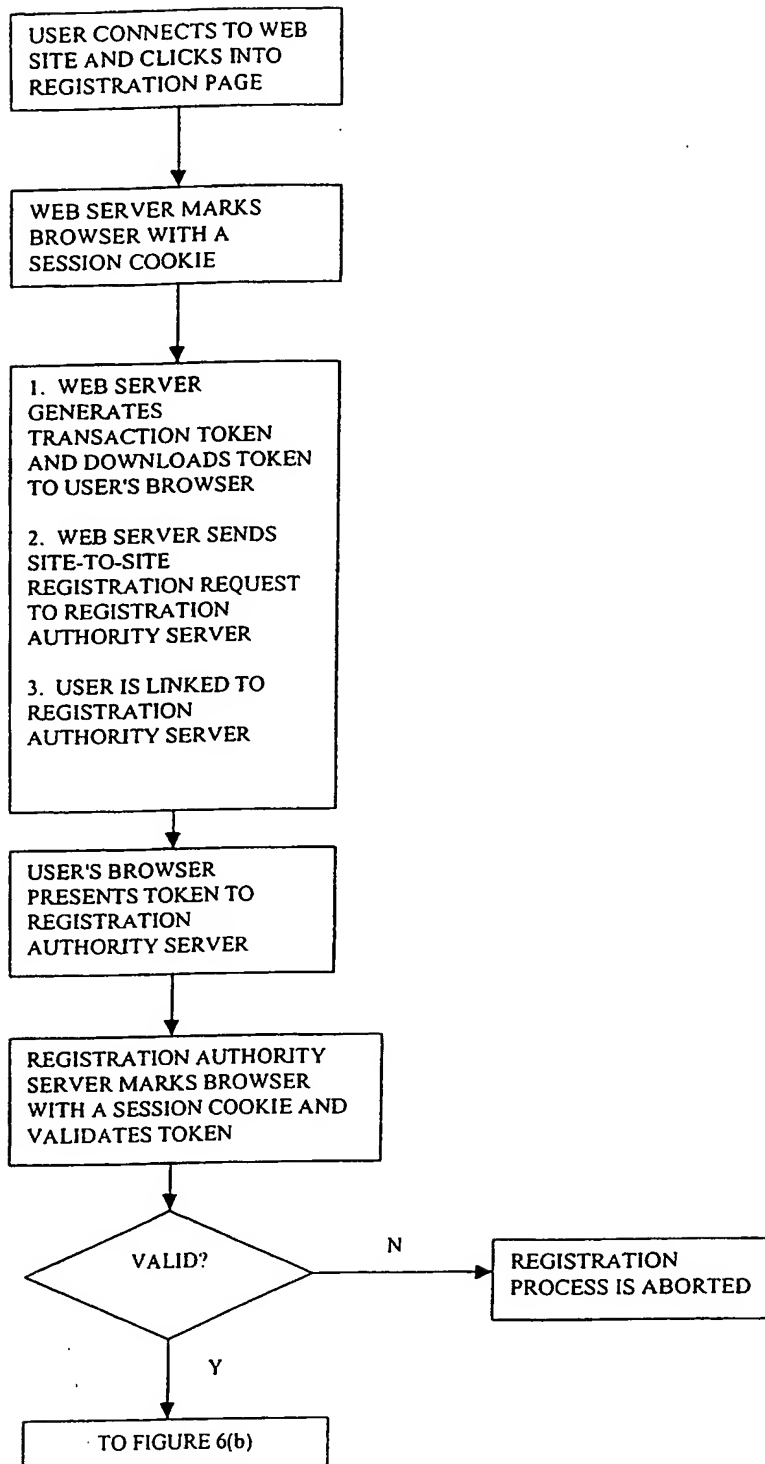 USER CONNECTS TO WEB
SITE AND CLICKS INTO
REGISTRATION PAGE
WEB SERVER MARKS
BROWSER WITH A
SESSION COOKIE
1. WEB SERVER
GENERATES
TRANSACTION TOKEN
AND DOWNLOADS TOKEN
TO USER'S BROWSER
2. WEB SERVER SENDS
SITE-TO-SITE
REGISTRATION REQUEST
TO REGISTRATION
AUTHORITY SERVER
3. USER IS LINKED TO
REGISTRATION
AUTHORITY SERVER
USER'S BROWSER
PRESENTS TOKEN TO
REGISTRATION
AUTHORITY SERVER
REGISTRATION AUTHORITY
SERVER MARKS BROWSER
WITH A SESSION COOKIE AND
VALIDATES TOKEN
VALID?
N
REGISTRATION
PROCESS IS ABORTED
Y
TO FIGURE 6(b)